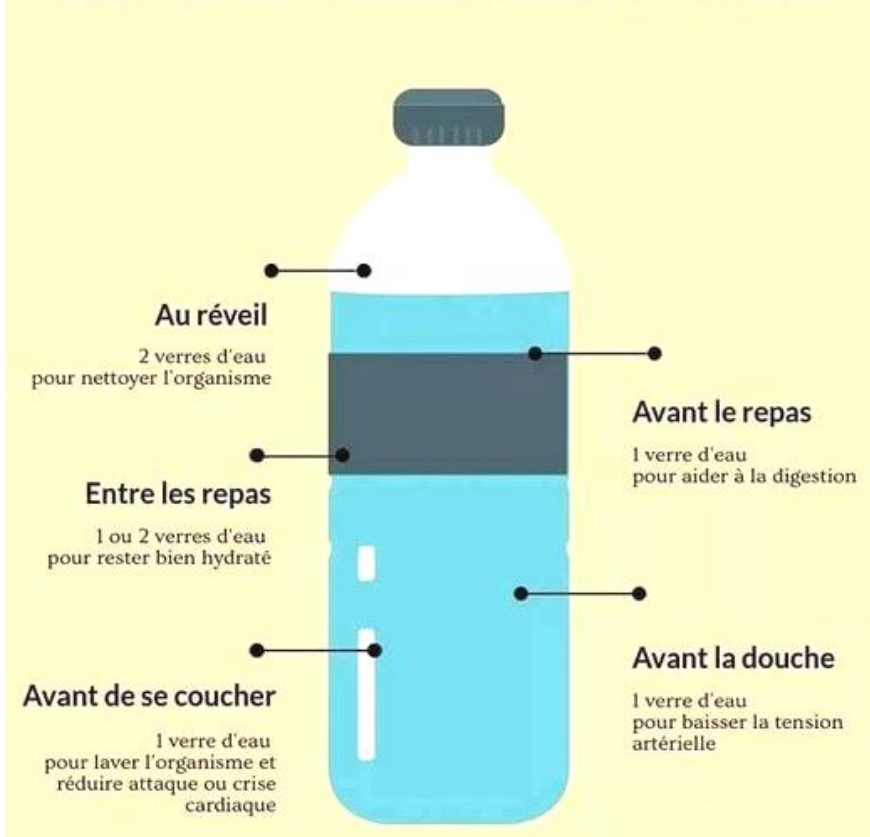 Au réveil
2 verres d'eau
pour nettoyer l'organisme
Avant le repas
1 verre d'eau
pour aider à la digestion
Entre les repas
1 ou 2 verres d'eau
pour rester bien hydraté
Avant la douche
1 verre d'eau
pour baisser la tension
artérielle
Avant de se coucher
1 verre d'eau
pour laver l'organisme et
réduire attaque ou crise
cardiaque